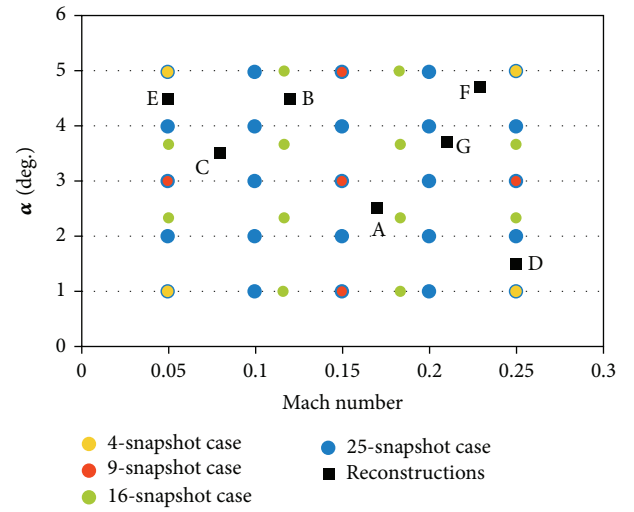 6
5
E
B
F
4
G
C
α (deg.)
3
A
2
D
1
0
0 0.05 0.1 0.15 0.2 0.25 0.3
Mach number
4-snapshot case
9-snapshot case
16-snapshot case
25-snapshot case
Reconstructions